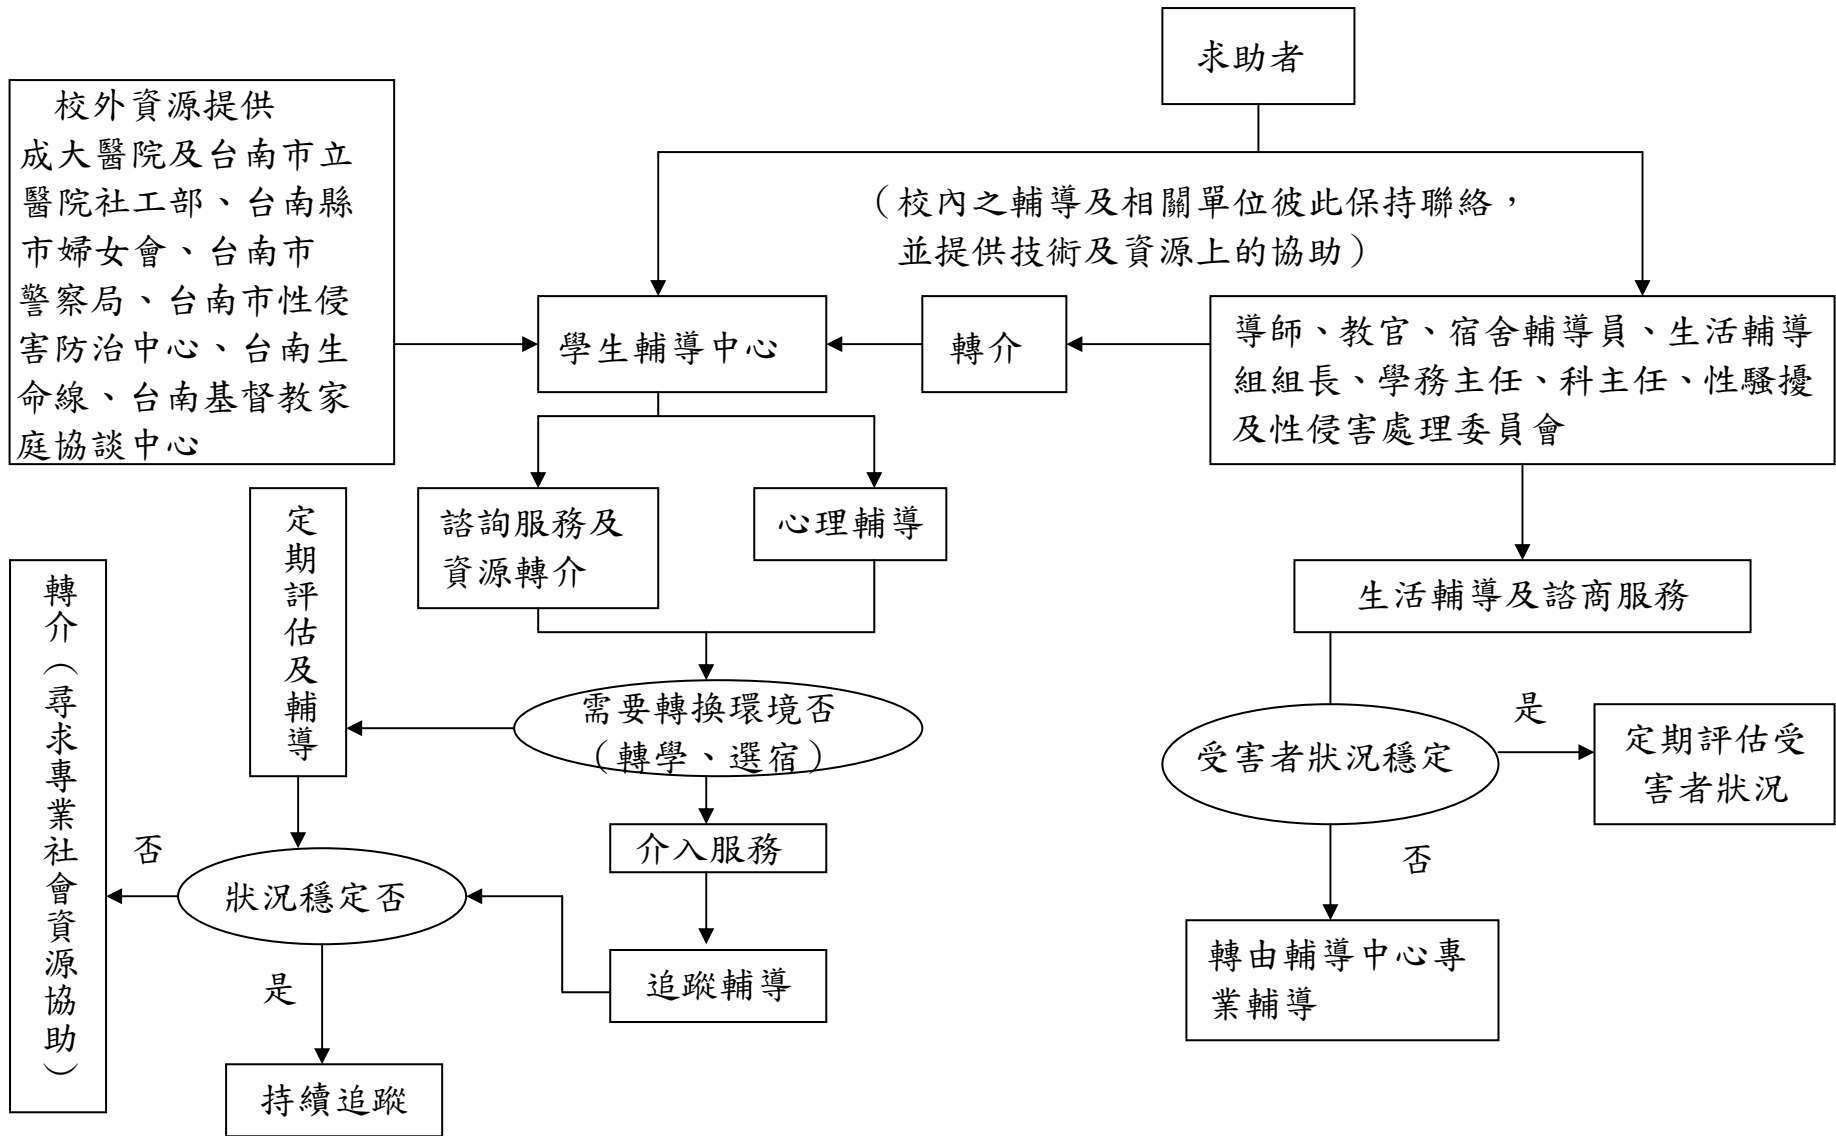 求助者
校外資源提供
成大醫院及台南市立
醫院社工部、台南縣
市婦女會、台南市
警察局、台南市性侵
害防治中心、台南生
命線、台南基督教家
庭協談中心
（校內之輔導及相關單位彼此保持聯絡，
並提供技術及資源上的協助）
學生輔導中心
轉介
導師、教官、宿舍輔導員、生活輔導
組組長、學務主任、科主任、性騷擾
及性侵害處理委員會
定期評估及輔導
諮詢服務及
資源轉介
心理輔導
生活輔導及諮商服務
轉介（尋求專業社會資源協助）
需要轉換環境否
（轉學、選宿）
受害者狀況穩定
是
定期評估受
害者狀況
介入服務
否
狀況穩定否
否
追蹤輔導
轉由輔導中心專
業輔導
是
持續追蹤